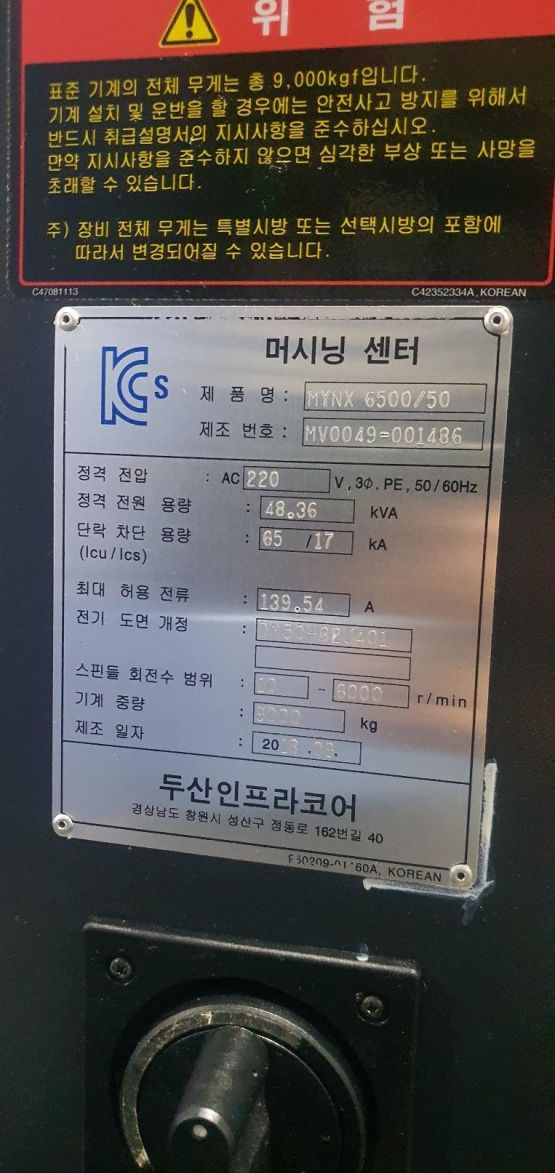 위 험
표준 기계의 전체 무게는 총 9,000kgf입니다.
기계 설치 및 운반을 할 경우에는 안전사고 방지를 위해서
반드시 취급설명서의 지시사항을 준수하십시오.
만약 지시사항을 준수하지 않으면 심각한 부상 또는 사망을
초래할 수 있습니다.
주) 장비 전체 무게는 특별시방 또는 선택시방의 포함에
따라서 변경되어질 수 있습니다.
C47081113 C42352334A, KOREAN
KCs
머시닝 센터
제 품 명 : MYNX 6500/50
제조 번호 : MV0049-001486
정격 전압 : AC 220 V, 3Φ. PE, 50/60Hz
정격 전원 용량 : 48.36 kVA
단락 차단 용량 : 65 /17 kA
(Icu/Ics)
최대 허용 전류 : 139.54 A
전기 도면 개정 :
스핀들 회전수 범위 : ~ 6000 r/min
기계 중량 : kg
제조 일자 :
두산인프라코어
경상남도 창원시 성산구 정동로 162번길 40
KOREAN